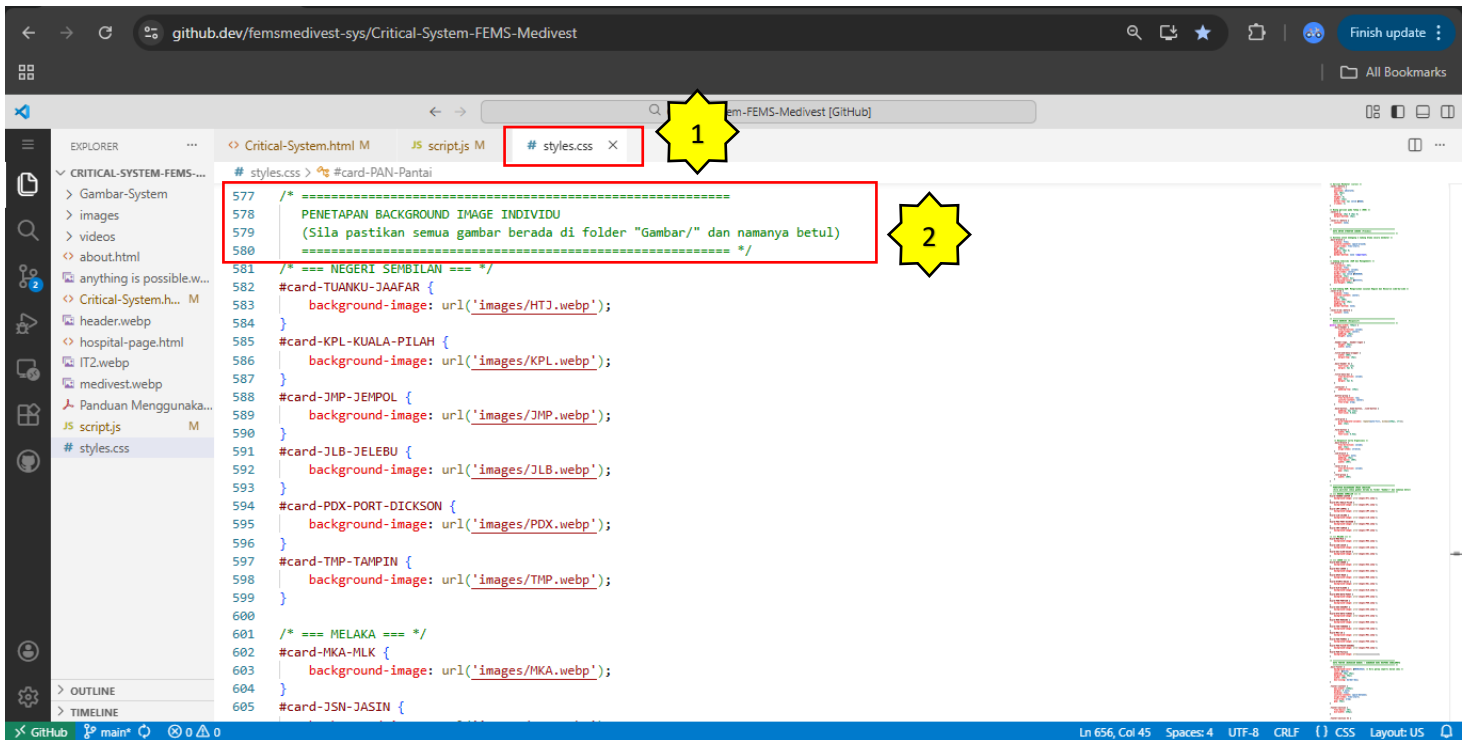 github.dev/femsmedivest-sys/Critical-System-FEMS-Medivest
Finish update
All Bookmarks
em-FEMS-Medivest [GitHub]
EXPLORER
Critical-System.html M
JS script.js M
# styles.css
1
CRITICAL-SYSTEM-FEMS-...
Gambar-System
images
videos
about.html
anything is possible.w...
Critical-System.h... M
header.webp
hospital-page.html
IT2.webp
medivest.webp
Panduan Menggunaka...
JS script.js M
# styles.css
OUTLINE
TIMELINE
2
# styles.css > #card-PAN-Pantai
577 /* ==========================================================
578 PENETAPAN BACKGROUND IMAGE INDIVIDU
579 (Sila pastikan semua gambar berada di folder "Gambar/" dan namanya betul)
580 ========================================================== */
2
581 /* === NEGERI SEMBILAN === */
582 #card-TUANKU-JAAFAR {
583 background-image: url('images/HTJ.webp');
584 }
585 #card-KPL-KUALA-PILAH {
586 background-image: url('images/KPL.webp');
587 }
588 #card-JMP-JEMPOL {
589 background-image: url('images/JMP.webp');
590 }
591 #card-JLB-JELEBU {
592 background-image: url('images/JLB.webp');
593 }
594 #card-PDX-PORT-DICKSON {
595 background-image: url('images/PDX.webp');
596 }
597 #card-TMP-TAMPIN {
598 background-image: url('images/TMP.webp');
599 }
600
601 /* === MELAKA === */
602 #card-MKA-MLK {
603 background-image: url('images/MKA.webp');
604 }
605 #card-JSN-JASIN {
GitHub main* 0 0
Ln 656, Col 45 Spaces: 4 UTF-8 CRLF {} CSS Layout: US